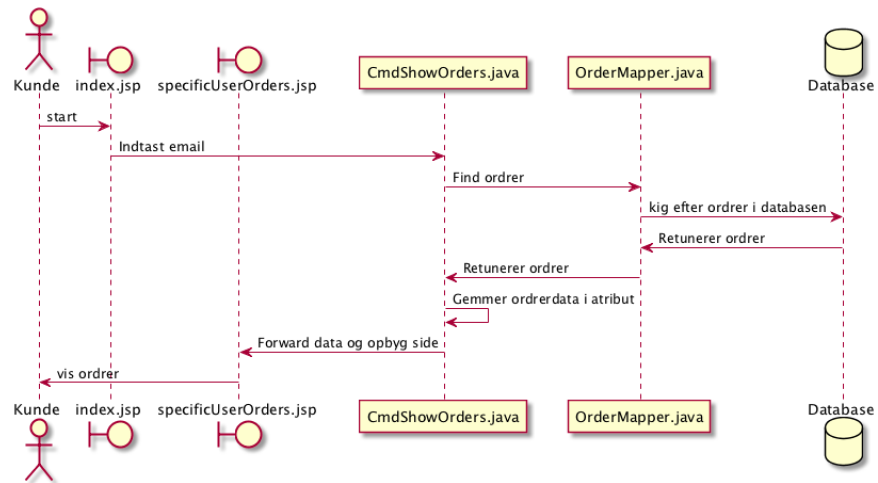 Kunde index.jsp specificUserOrders.jsp CmdShowOrders.java OrderMapper.java Database
start
Indtast email
Find ordrer
kig efter ordrer i databasen
Retunerer ordrer
Retunerer ordrer
Gemmer ordrerdata i atribut
Forward data og opbyg side
vis ordrer
Kunde index.jsp specificUserOrders.jsp CmdShowOrders.java OrderMapper.java Database